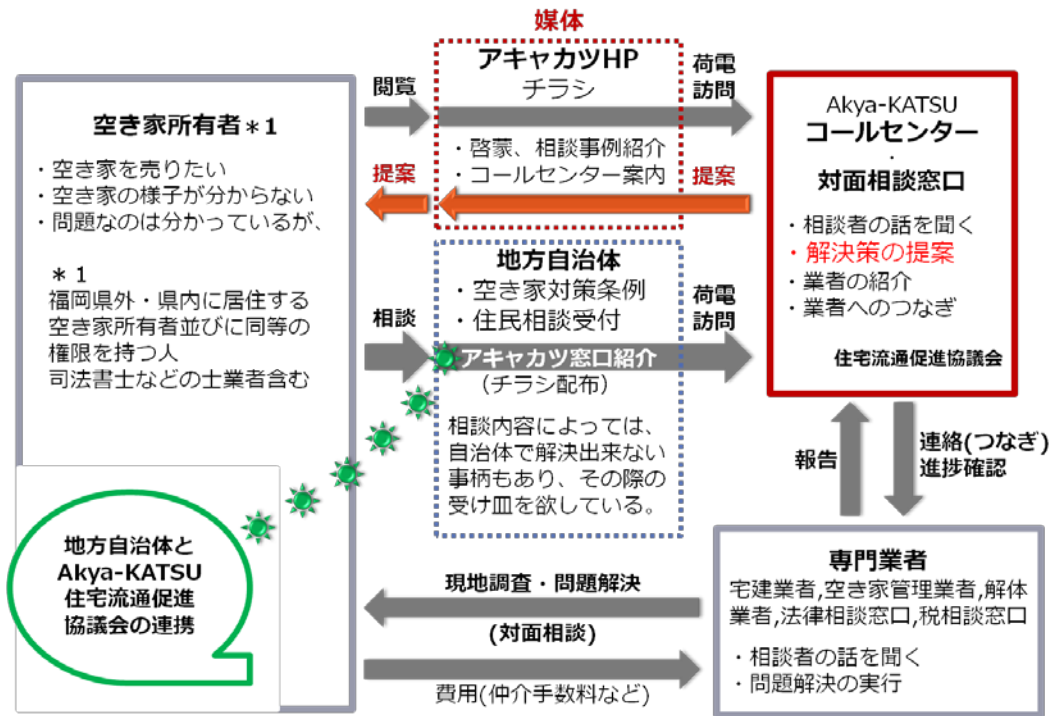 媒体
アキャカツHP
チラシ
・啓蒙、相談事例紹介
・コールセンター案内
閲覧
荷電
訪問
提案
提案
空き家所有者＊1
・空き家を売りたい
・空き家の様子が分からない
・問題なのは分かっているが、
＊1
福岡県外・県内に居住する
空き家所有者並びに同等の
権限を持つ人
司法書士などの士業者含む
相談
地方自治体
・空き家対策条例
・住民相談受付
アキャカツ窓口紹介
（チラシ配布）
相談内容によっては、
自治体で解決出来ない
事柄もあり、その際の
受け皿を欲している。
荷電
訪問
Akya-KATSU
コールセンター
・
対面相談窓口
・相談者の話を聞く
・解決策の提案
・業者の紹介
・業者へのつなぎ
住宅流通促進協議会
報告
連絡(つなぎ)
進捗確認
地方自治体と
Akya-KATSU
住宅流通促進
協議会の連携
現地調査・問題解決
(対面相談)
費用(仲介手数料など)
専門業者
宅建業者,空き家管理業者,解体
業者,法律相談窓口,税相談窓口
・相談者の話を聞く
・問題解決の実行